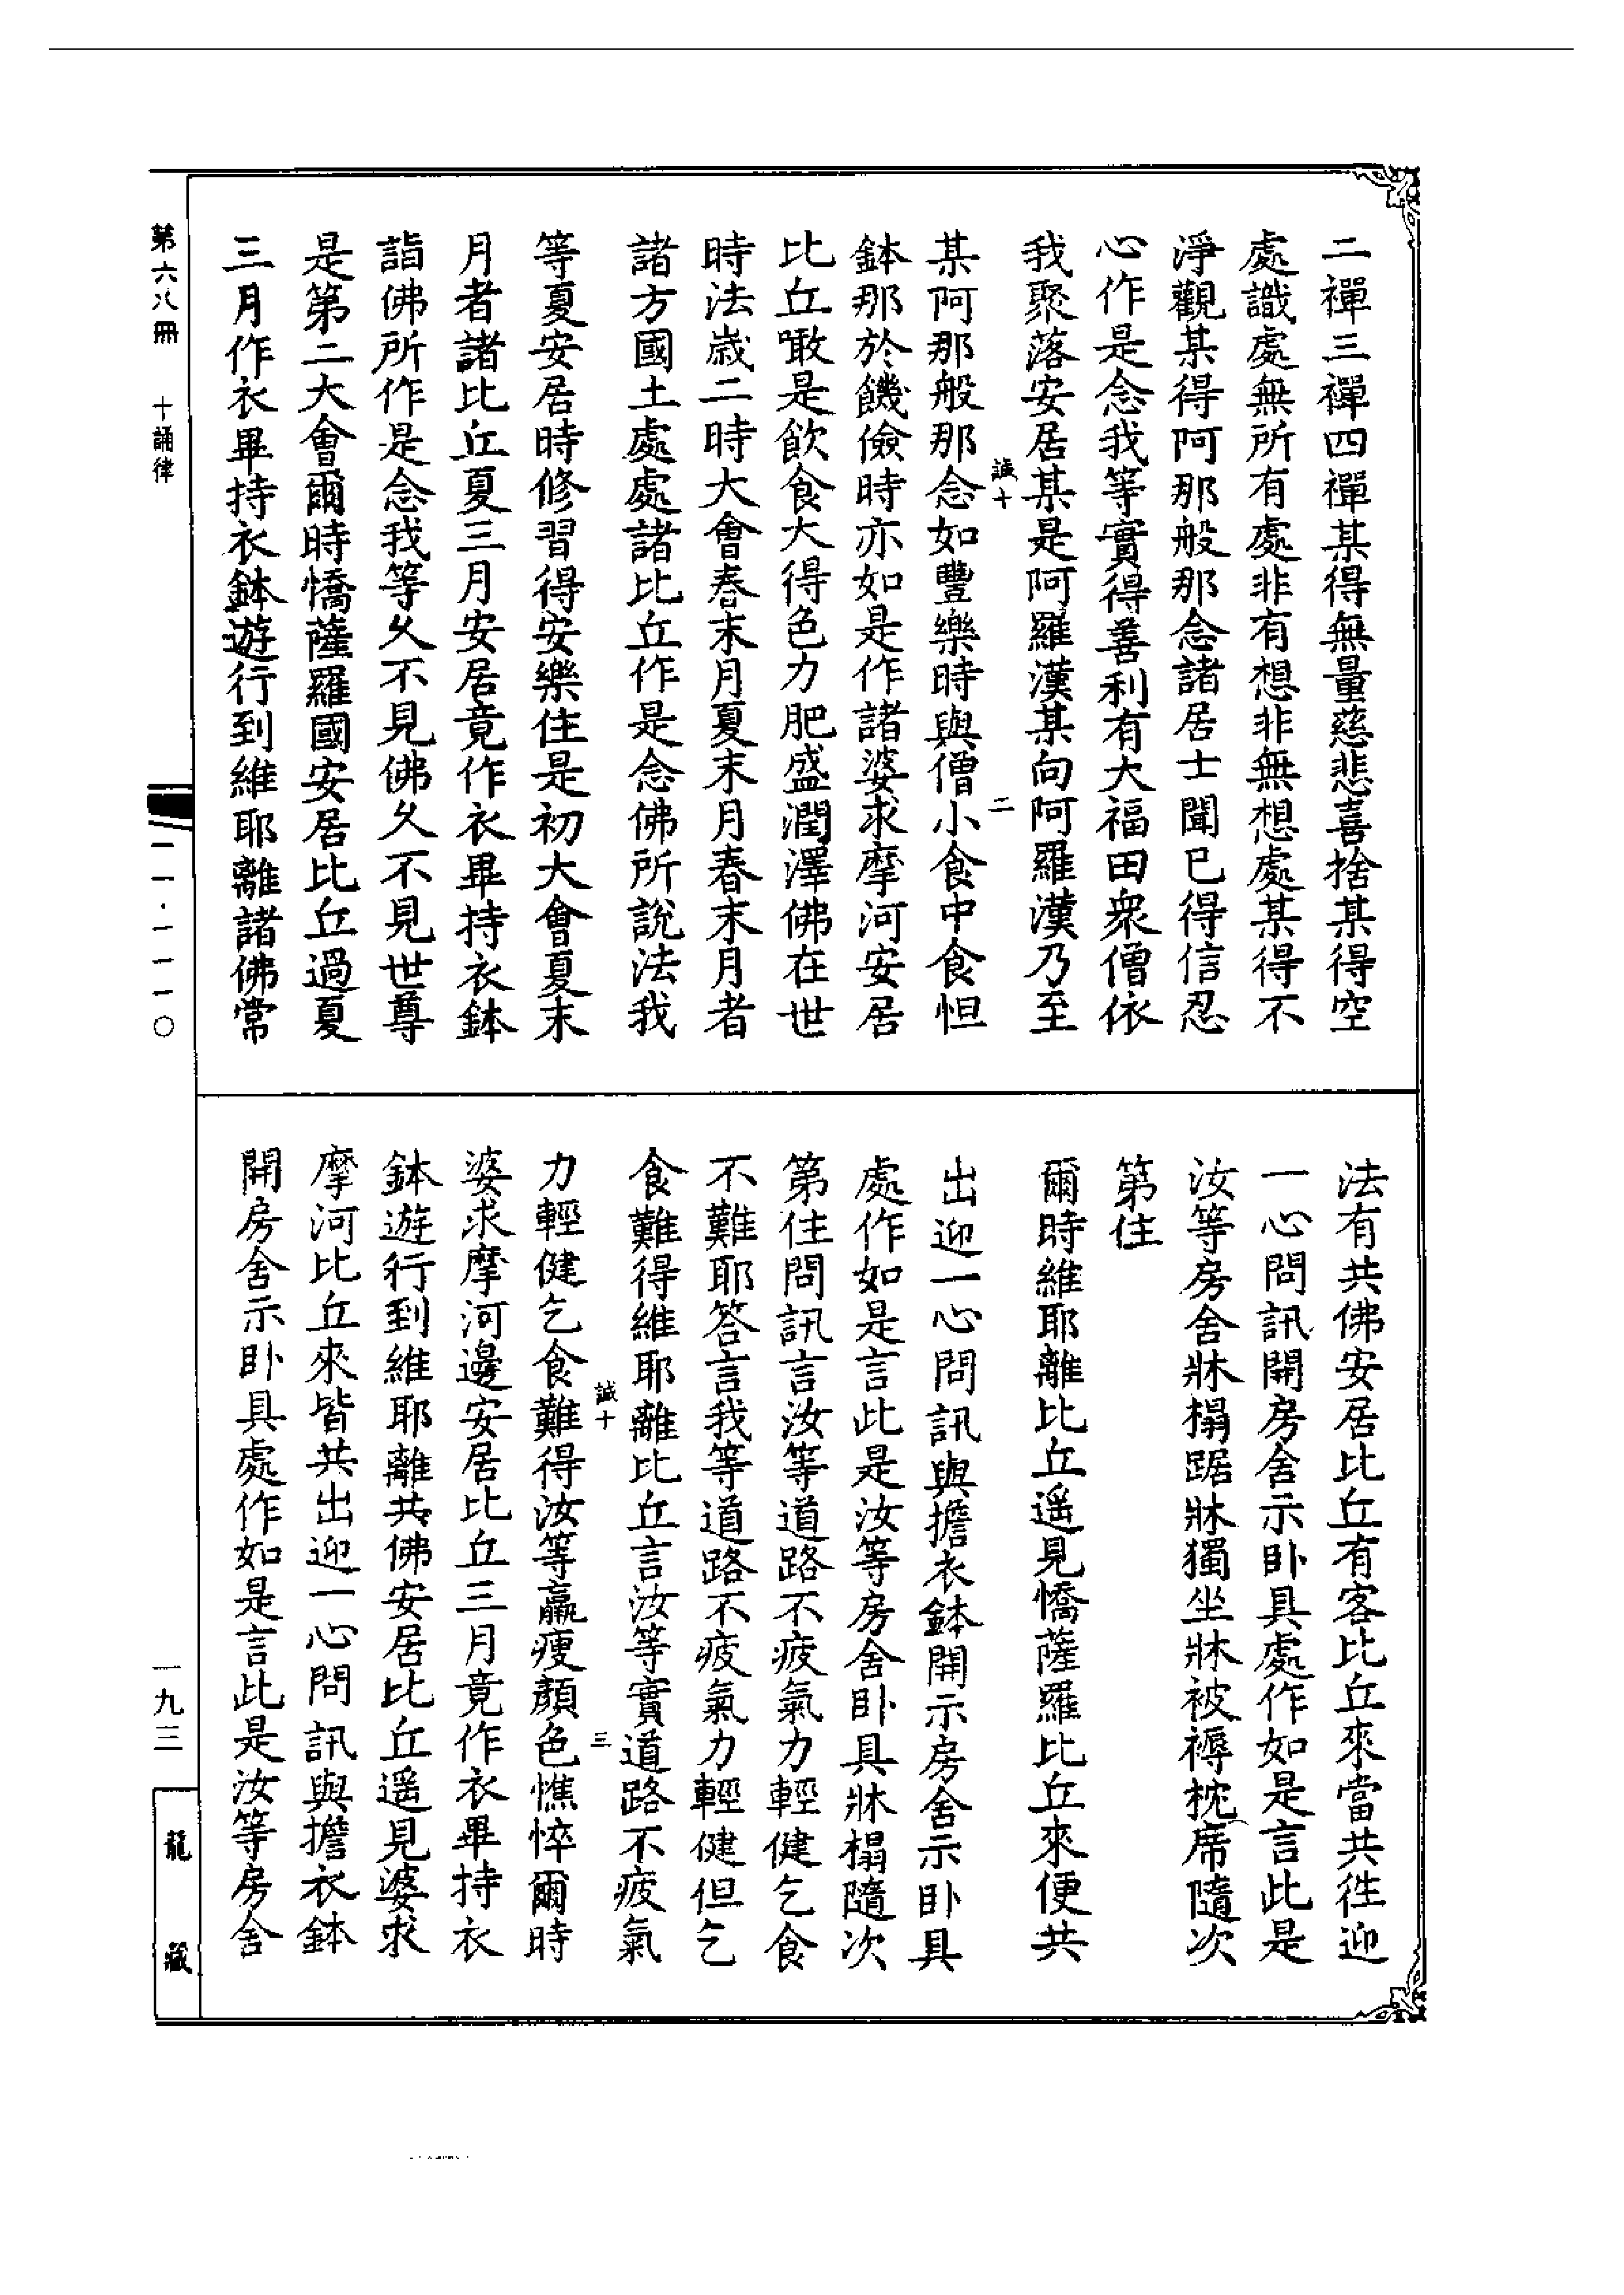 二禪三禪四禪某得無量慈悲喜捨某得空
處識處無所有處非有想非無想處某得不
淨觀某得阿那般那念諸居士聞已得信忍
心作是念我等實得善利有大福田衆僧依
我聚落安居某是阿羅漢某向阿羅漢乃至
誠十 二
某阿那般那念如豐樂時與僧小食中食怛
鉢那於饑儉時亦如是作諸婆求摩河安居
比丘噉是飲食大得色力肥盛潤澤佛在世
時法歲二時大會春末月夏末月春末月者
諸方國土處處諸比丘作是念佛所說法我
等夏安居時修習得安樂住是初大會夏末
月者諸比丘夏三月安居竟作衣畢持衣鉢
詣佛所作是念我等久不見佛久不見世尊
是第二大會爾時憍薩羅國安居比丘過夏
三月作衣畢持衣鉢遊行到維耶離諸佛常
法有共佛安居比丘有客比丘來當共徃迎
一心問訊開房舍示卧具處作如是言此是
汝等房舍牀榻踞牀獨坐牀被褥枕席隨次
第住
爾時維耶離比丘遥見憍薩羅比丘來便共
出迎一心問訊與擔衣鉢開示房舍示卧具
處作如是言此是汝等房舍卧具牀榻隨次
第住問訊言汝等道路不疲氣力輕健乞食
不難耶答言我等道路不疲氣力輕健但乞
食難得維耶離比丘言汝等實道路不疲氣
誠十 三
力輕健乞食難得汝等羸瘦顏色憔悴爾時
婆求摩河邊安居比丘三月竟作衣畢持衣
鉢遊行到維耶離共佛安居比丘遥見婆求
摩河比丘來皆共出迎一心問訊與擔衣鉢
開房舍示卧具處作如是言此是汝等房舍
第六八冊 十誦律
二一·一一一〇
一九三
龍藏